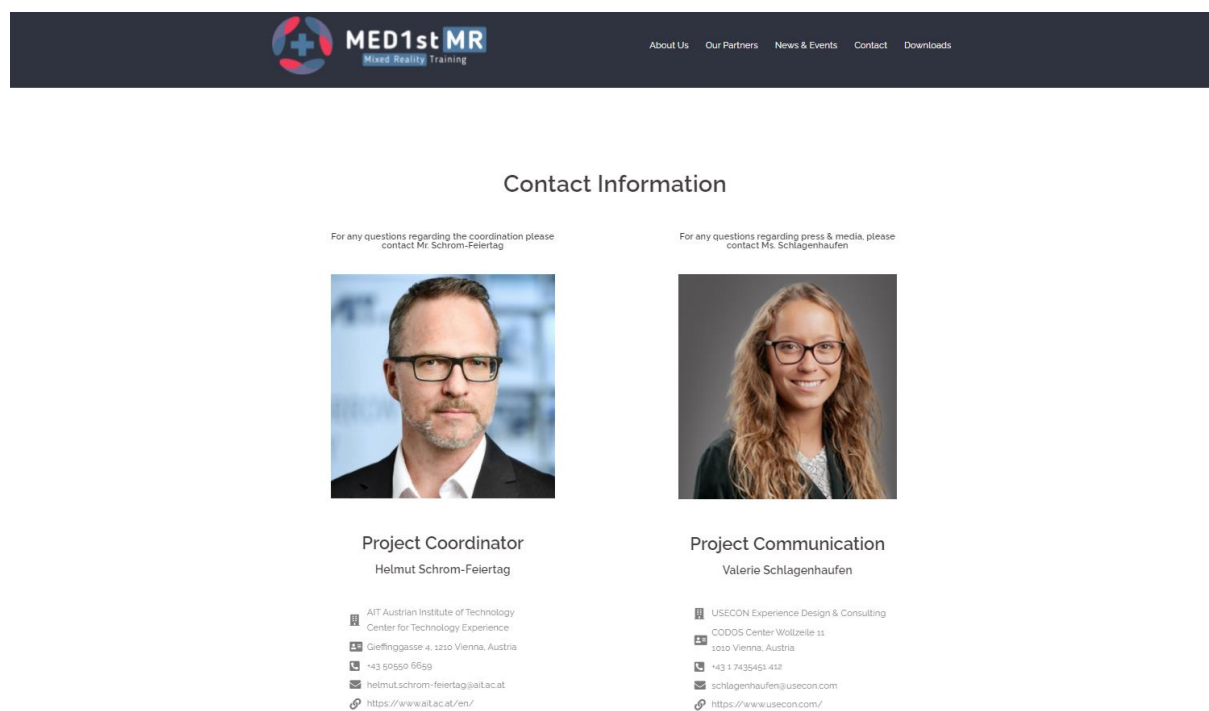 MED1st MR
Mixed Reality Training
About Us Our Partners News & Events Contact Downloads
Contact Information
For any questions regarding the coordination please
contact Mr. Schrom-Feiertag
For any questions regarding press & media, please
contact Ms. Schlagenhaufen
Project Coordinator
Helmut Schrom-Feiertag
AIT Austrian Institute of Technology
Center for Technology Experience
Gieffinggasse 4, 1210 Vienna, Austria
+43 50550 6659
helmut.schrom-feiertag@ait.ac.at
https://www.ait.ac.at/en/
Project Communication
Valerie Schlagenhaufen
USECON Experience Design & Consulting
CODOS Center Wollzeile 11
1010 Vienna, Austria
+43 1 7435451 412
schlagenhaufen@usecon.com
https://www.usecon.com/